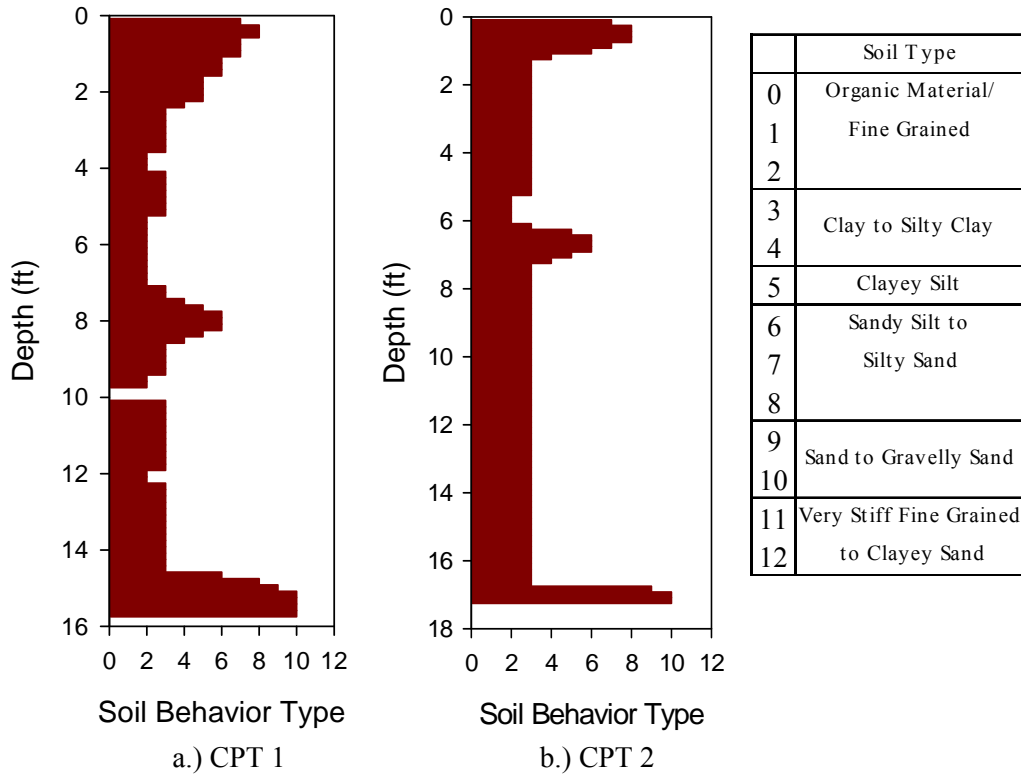 0
2
4
6
8
10
12
14
16
Depth (ft)
0 2 4 6 8 10 12
Soil Behavior Type
a.) CPT 1
0
2
4
6
8
10
12
14
16
18
Depth (ft)
0 2 4 6 8 10 12
Soil Behavior Type
b.) CPT 2
Soil Type
0 Organic Material/
1 Fine Grained
2
3
4
Clay to Silty Clay
5 Clayey Silt
6 Sandy Silt to
7 Silty Sand
8
9
10
Sand to Gravelly Sand
11 Very Stiff Fine Grained
12 to Clayey Sand